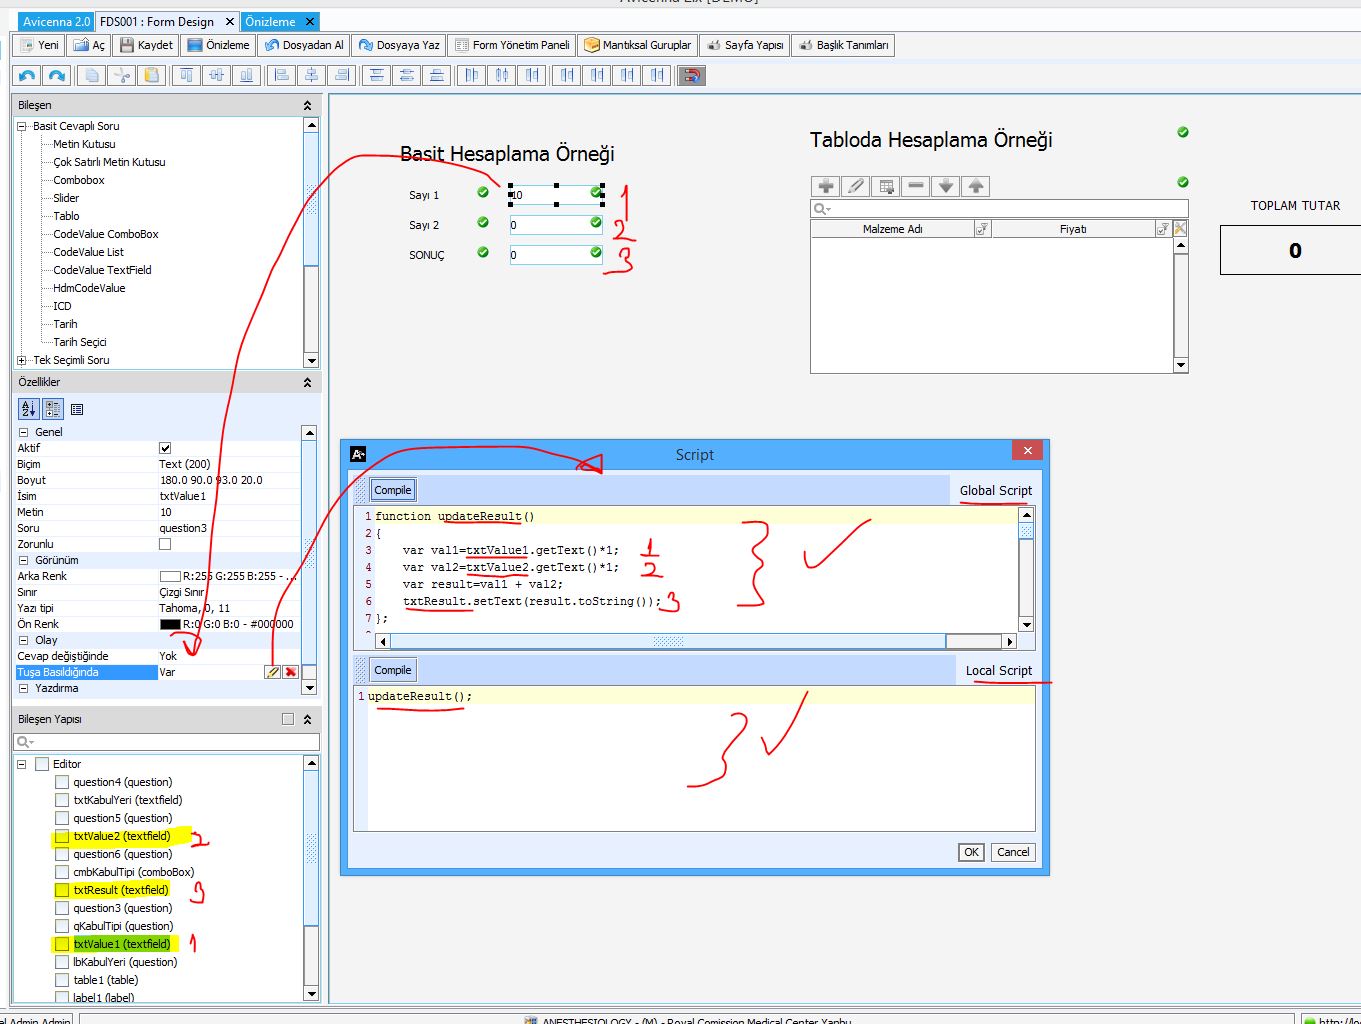 Avicenna 2.0 FDS001 : Form Design ✕ Önizleme ✕
Yeni Aç Kaydet Önizleme Dosyadan Al Dosyaya Yaz Form Yönetim Paneli Mantıksal Guruplar Sayfa Yapısı Başlık Tanımları
Bileşen
Basit Cevaplı Soru
Metin Kutusu
Çok Satırlı Metin Kutusu
Combobox
Slider
Tablo
CodeValue ComboBox
CodeValue List
CodeValue TextField
HdmCodeValue
ICD
Tarih
Tarih Seçici
Tek Seçimli Soru
Özellikler
Genel
Aktif
Biçim Text (200)
Boyut 180.0 90.0 93.0 20.0
İsim txtValue1
Metin 10
Soru question3
Zorunlu
Görünüm
Arka Renk R:255 G:255 B:255 - ...
Sınır Çizgi Sınır
Yazı tipi Tahoma, 0, 11
Ön Renk R:0 G:0 B:0 - #000000
Olay
Cevap değiştiğinde Yok
Tuşa Basıldığında Var
Yazdırma
Bileşen Yapısı
Editor
question4 (question)
txtKabulYeri (textfield)
question5 (question)
txtValue2 (textfield) 2
question6 (question)
cmbKabulTipi (comboBox)
txtResult (textfield) 3
question3 (question)
qKabulTipi (question)
txtValue1 (textfield) 1
lbKabulYeri (question)
table1 (table)
label1 (label)
Basit Hesaplama Örneği
Sayı 1 10 1
Sayı 2 0 2
SONUÇ 0 3
Tabloda Hesaplama Örneği
Malzeme Adı Fiyatı
TOPLAM TUTAR
0
Script
Compile Global Script
1 function updateResult()
2 {
3 var val1=txtValue1.getText()*1; 1
4 var val2=txtValue2.getText()*1; 2
5 var result=val1 + val2;
6 txtResult.setText(result.toString()); 3
7 };
Compile Local Script
1 updateResult();
OK Cancel
Admin Admin ANESTHESIOLOGY - (M) - Royal Comission Medical Center Yanbu